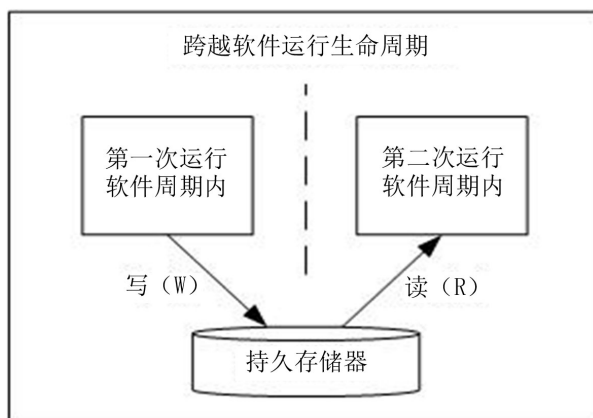 跨越软件运行生命周期
第一次运行
软件周期内
第二次运行
软件周期内
写（W）
读（R）
持久存储器